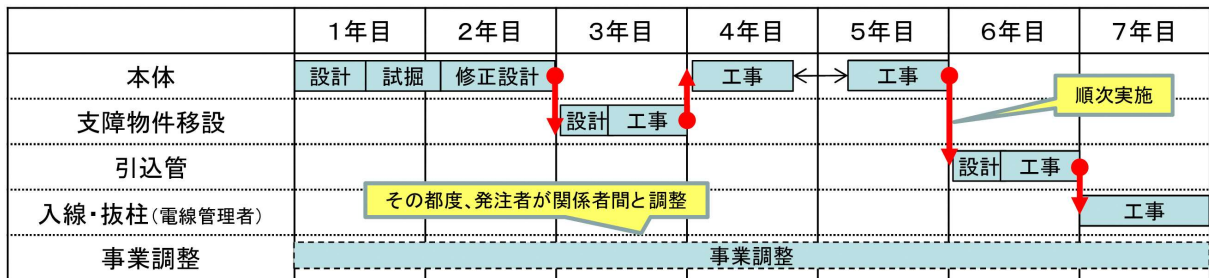 1年目 2年目 3年目 4年目 5年目 6年目 7年目
本体 設計 試掘 修正設計 工事 工事
順次実施
支障物件移設 設計 工事
引込管 設計 工事
その都度、発注者が関係者間と調整
入線・抜柱(電線管理者) 工事
事業調整 事業調整